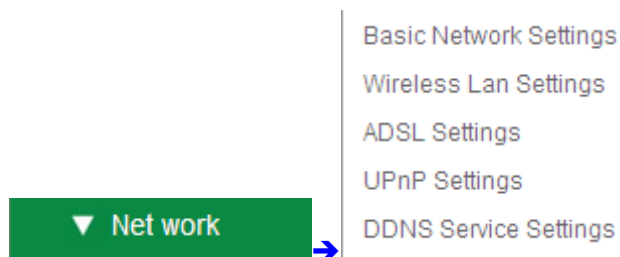 Basic Network Settings
Wireless Lan Settings
ADSL Settings
UPnP Settings
▼ Net work
➔
DDNS Service Settings